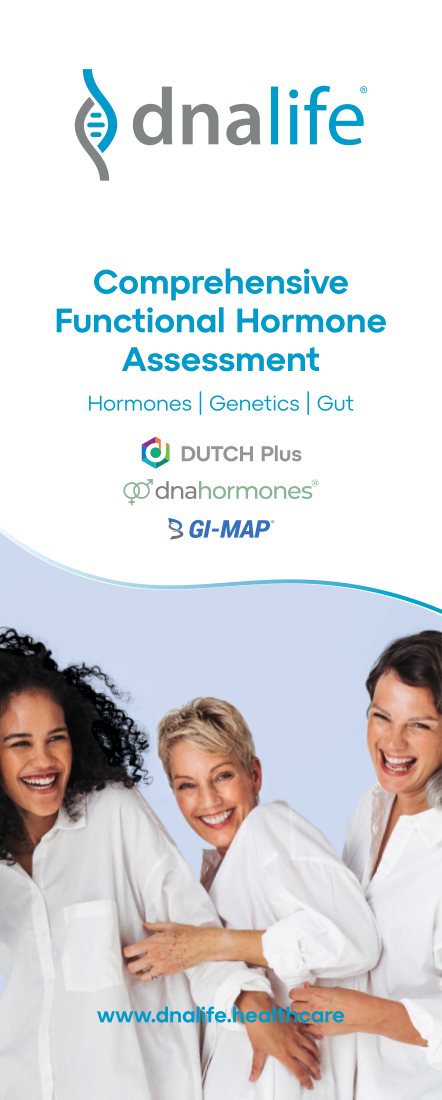 dnalife®
Comprehensive
Functional Hormone
Assessment
Hormones | Genetics | Gut
DUTCH Plus
dnahormones®
GI-MAP®
www.dnalife.healthcare